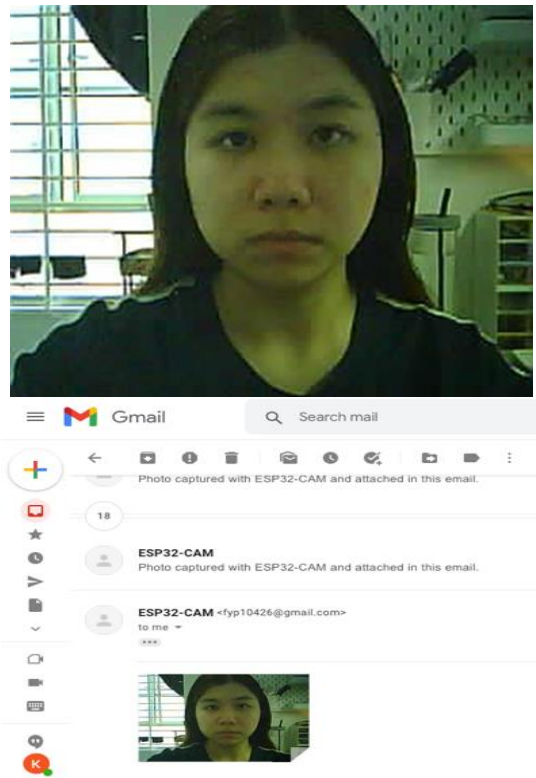 Gmail
Search mail
Photo captured with ESP32-CAM and attached in this email.
18
ESP32-CAM
Photo captured with ESP32-CAM and attached in this email.
ESP32-CAM <fyp10426@gmail.com>
to me
K